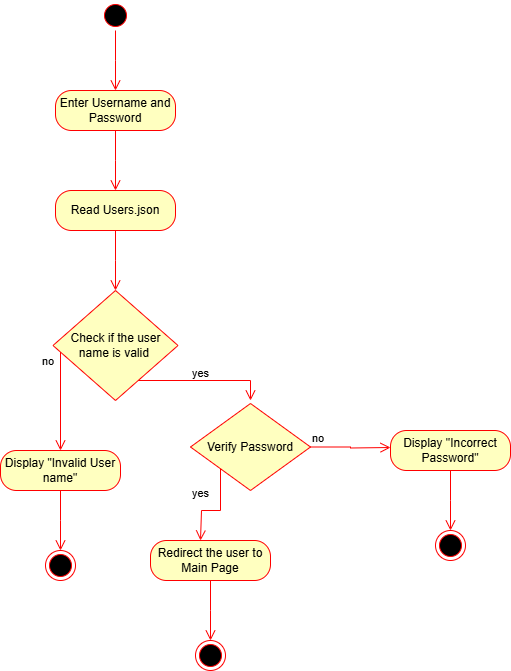 Enter Username and
Password
Read Users.json
Check if the user
name is valid
no
yes
Verify Password
no
Display "Incorrect
Password"
Display "Invalid User
name"
yes
Redirect the user to
Main Page